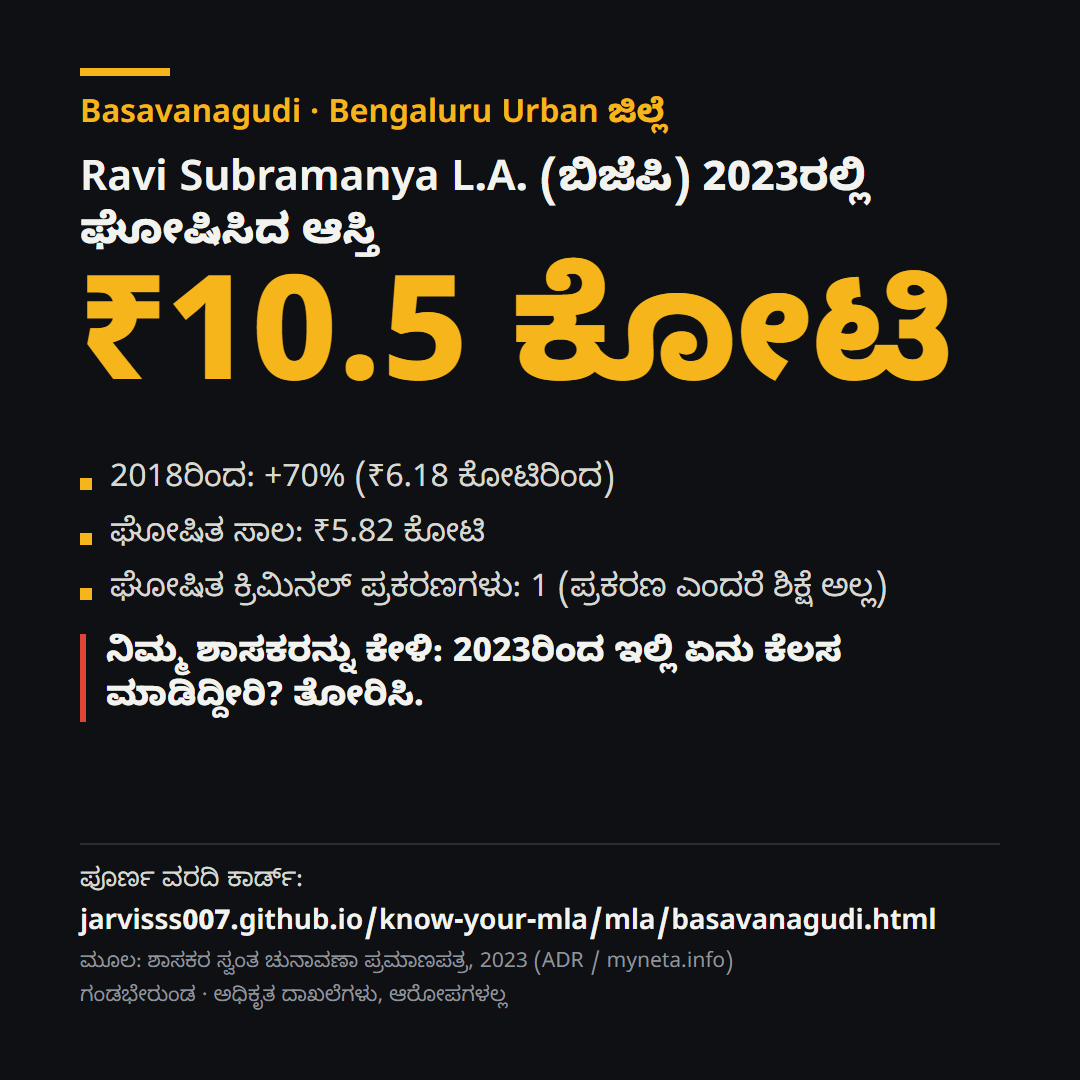 Basavanagudi · Bengaluru Urban ಜಿಲ್ಲೆ
Ravi Subramanya L.A. (ಬಿಜೆಪಿ) 2023ರಲ್ಲಿ
ಘೋಷಿಸಿದ ಆಸ್ತಿ
₹10.5 ಕೋಟಿ
2018ರಿಂದ: +70% (₹6.18 ಕೋಟಿರಿಂದ)
ಘೋಷಿತ ಸಾಲ: ₹5.82 ಕೋಟಿ
ಘೋಷಿತ ಕ್ರಿಮಿನಲ್ ಪ್ರಕರಣಗಳು: 1 (ಪ್ರಕರಣ ಎಂದರೆ ಶಿಕ್ಷೆ ಅಲ್ಲ)
ನಿಮ್ಮ ಶಾಸಕರನ್ನು ಕೇಳಿ: 2023ರಿಂದ ಇಲ್ಲಿ ಏನು ಕೆಲಸ
ಮಾಡಿದ್ದೀರಿ? ತೋರಿಸಿ.
ಪೂರ್ಣ ವರದಿ ಕಾರ್ಡ್:
jarvisss007.github.io/know-your-mla/mla/basavanagudi.html
ಮೂಲ: ಶಾಸಕರ ಸ್ವಂತ ಚುನಾವಣಾ ಪ್ರಮಾಣಪತ್ರ, 2023 (ADR / myneta.info)
ಗಂಡಭೇರುಂಡ · ಅಧಿಕೃತ ದಾಖಲೆಗಳು, ಆರೋಪಗಳಲ್ಲ